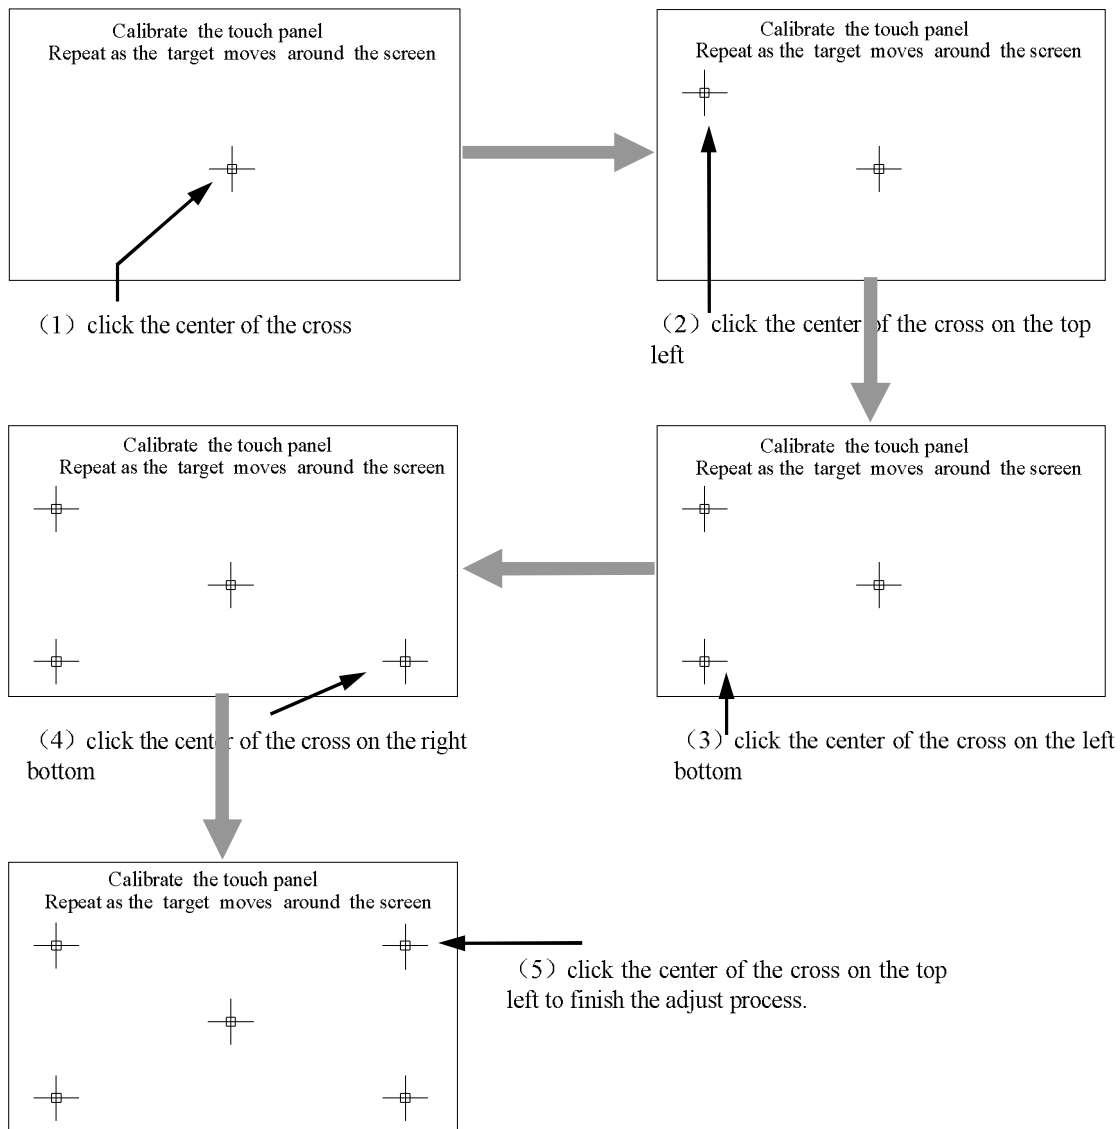 Calibrate the touch panel
Repeat as the target moves around the screen
（1）click the center of the cross
Calibrate the touch panel
Repeat as the target moves around the screen
（2）click the center of the cross on the top
left
Calibrate the touch panel
Repeat as the target moves around the screen
（3）click the center of the cross on the left
bottom
Calibrate the touch panel
Repeat as the target moves around the screen
（4）click the center of the cross on the right
bottom
Calibrate the touch panel
Repeat as the target moves around the screen
（5）click the center of the cross on the top
left to finish the adjust process.